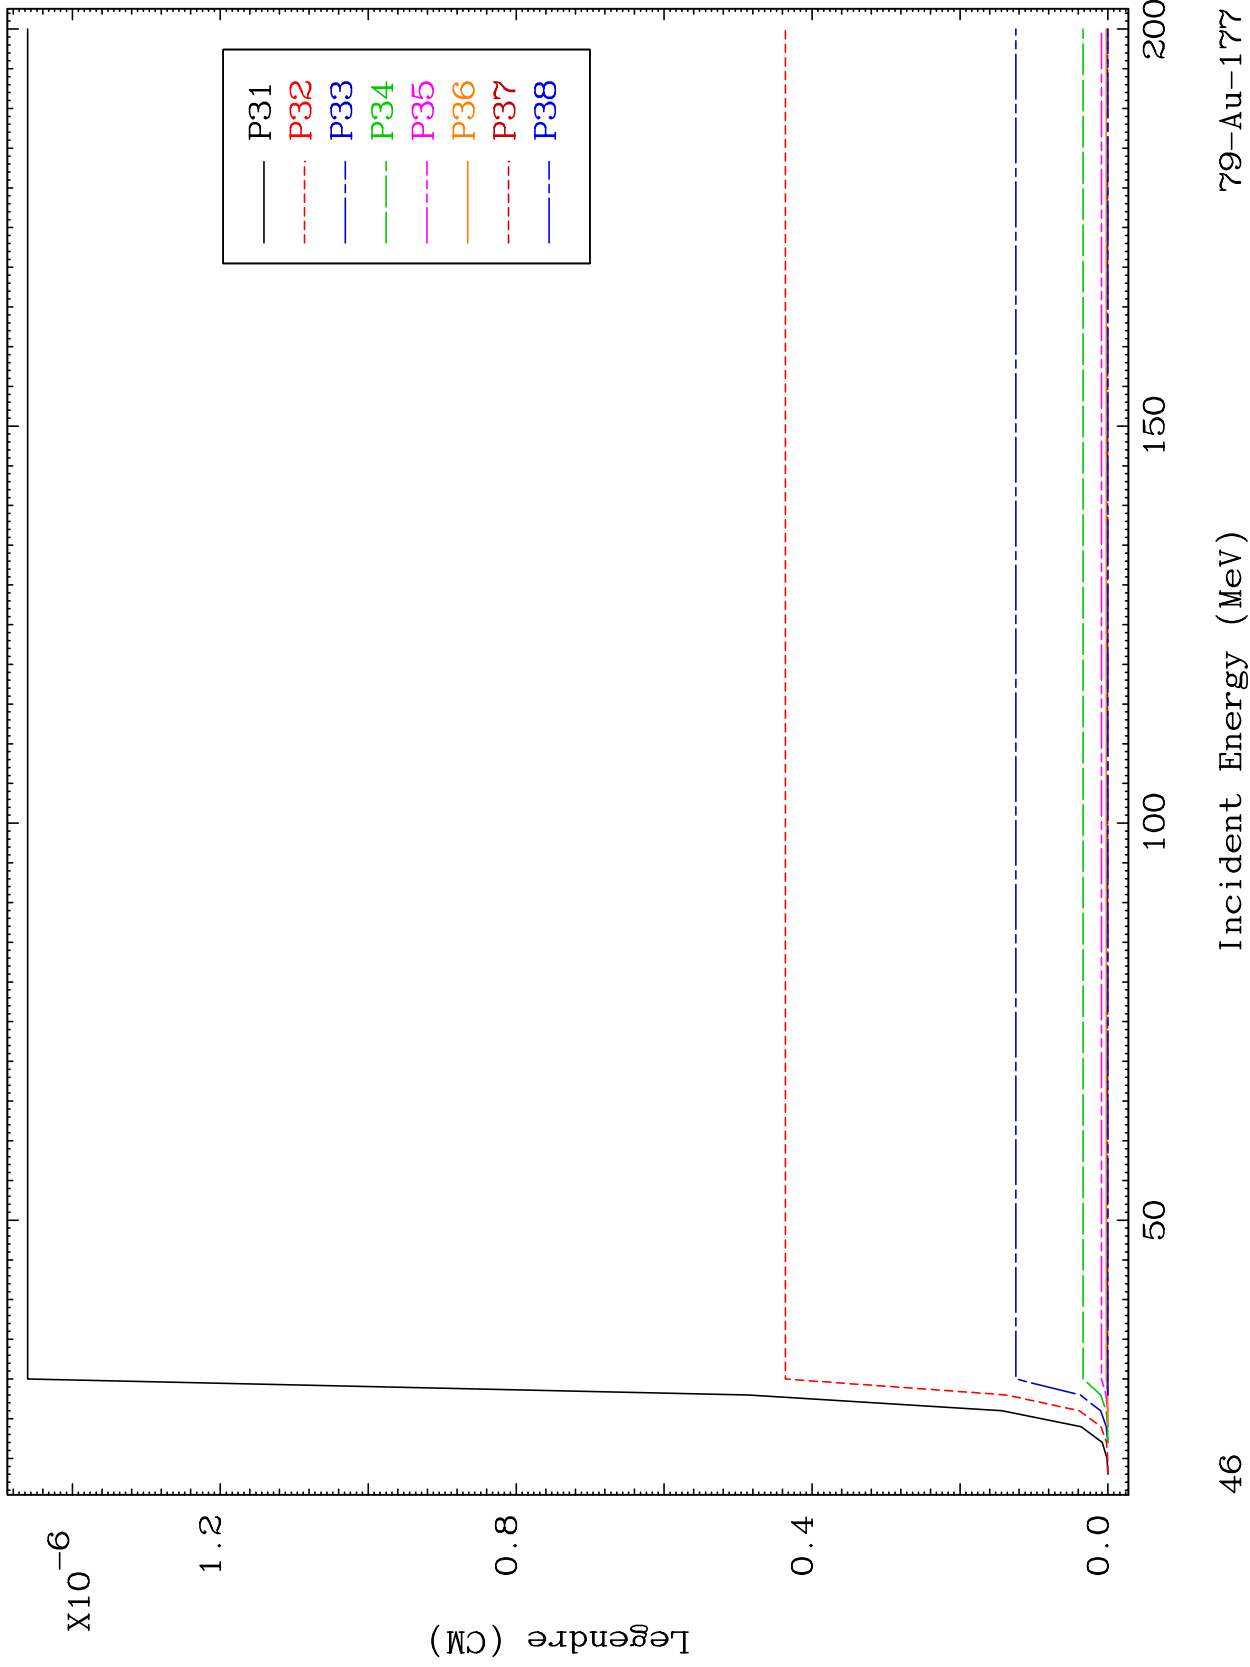 X10-6
Legendre (CM)
1.2
0.8
0.4
0.0
P31
P32
P33
P34
P35
P36
P37
P38
50
100
150
200
46
Incident Energy (MeV)
79-Au-177